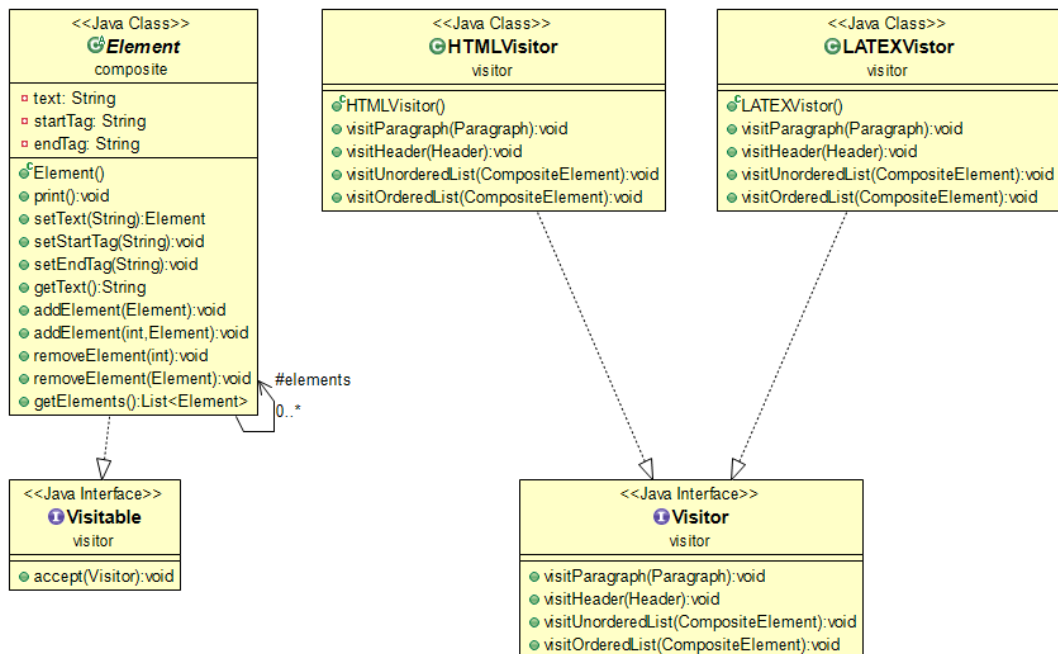 <<Java Class>>
Element
composite
text: String
startTag: String
endTag: String
Element()
print():void
setText(String):Element
setStartTag(String):void
setEndTag(String):void
getText():String
addElement(Element):void
addElement(int,Element):void
removeElement(int):void
removeElement(Element):void
getElements():List<Element>
#elements
0..*
<<Java Class>>
HTMLVisitor
visitor
HTMLVisitor()
visitParagraph(Paragraph):void
visitHeader(Header):void
visitUnorderedList(CompositeElement):void
visitOrderedList(CompositeElement):void
<<Java Class>>
LATEXVistor
visitor
LATEXVistor()
visitParagraph(Paragraph):void
visitHeader(Header):void
visitUnorderedList(CompositeElement):void
visitOrderedList(CompositeElement):void
<<Java Interface>>
Visitable
visitor
accept(Visitor):void
<<Java Interface>>
Visitor
visitor
visitParagraph(Paragraph):void
visitHeader(Header):void
visitUnorderedList(CompositeElement):void
visitOrderedList(CompositeElement):void